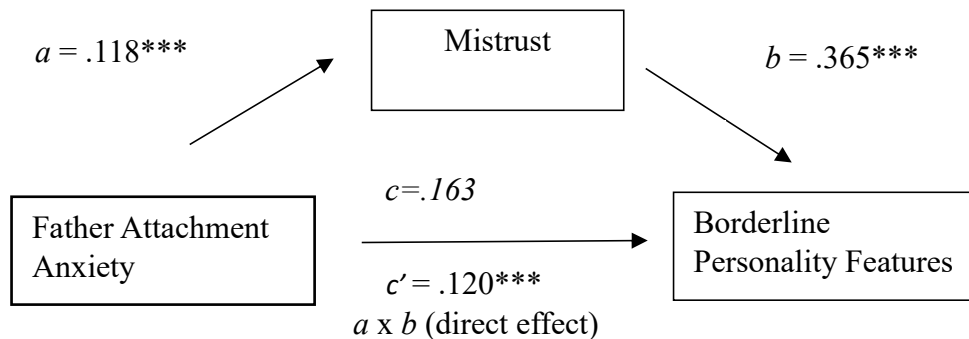 a = .118***
Mistrust
b = .365***
c=.163
Father Attachment
Anxiety
Borderline
Personality Features
c′ = .120***
a x b (direct effect)